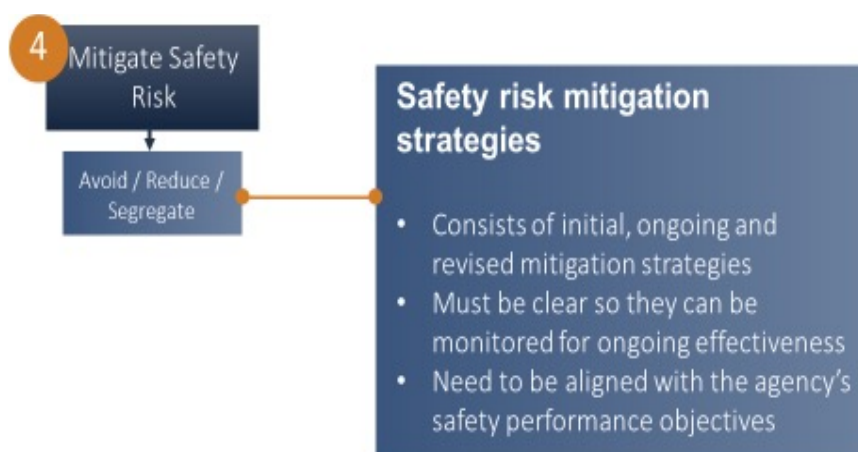 4
Mitigate Safety
Risk
Avoid / Reduce /
Segregate
Safety risk mitigation
strategies
• Consists of initial, ongoing and
revised mitigation strategies
• Must be clear so they can be
monitored for ongoing effectiveness
• Need to be aligned with the agency's
safety performance objectives